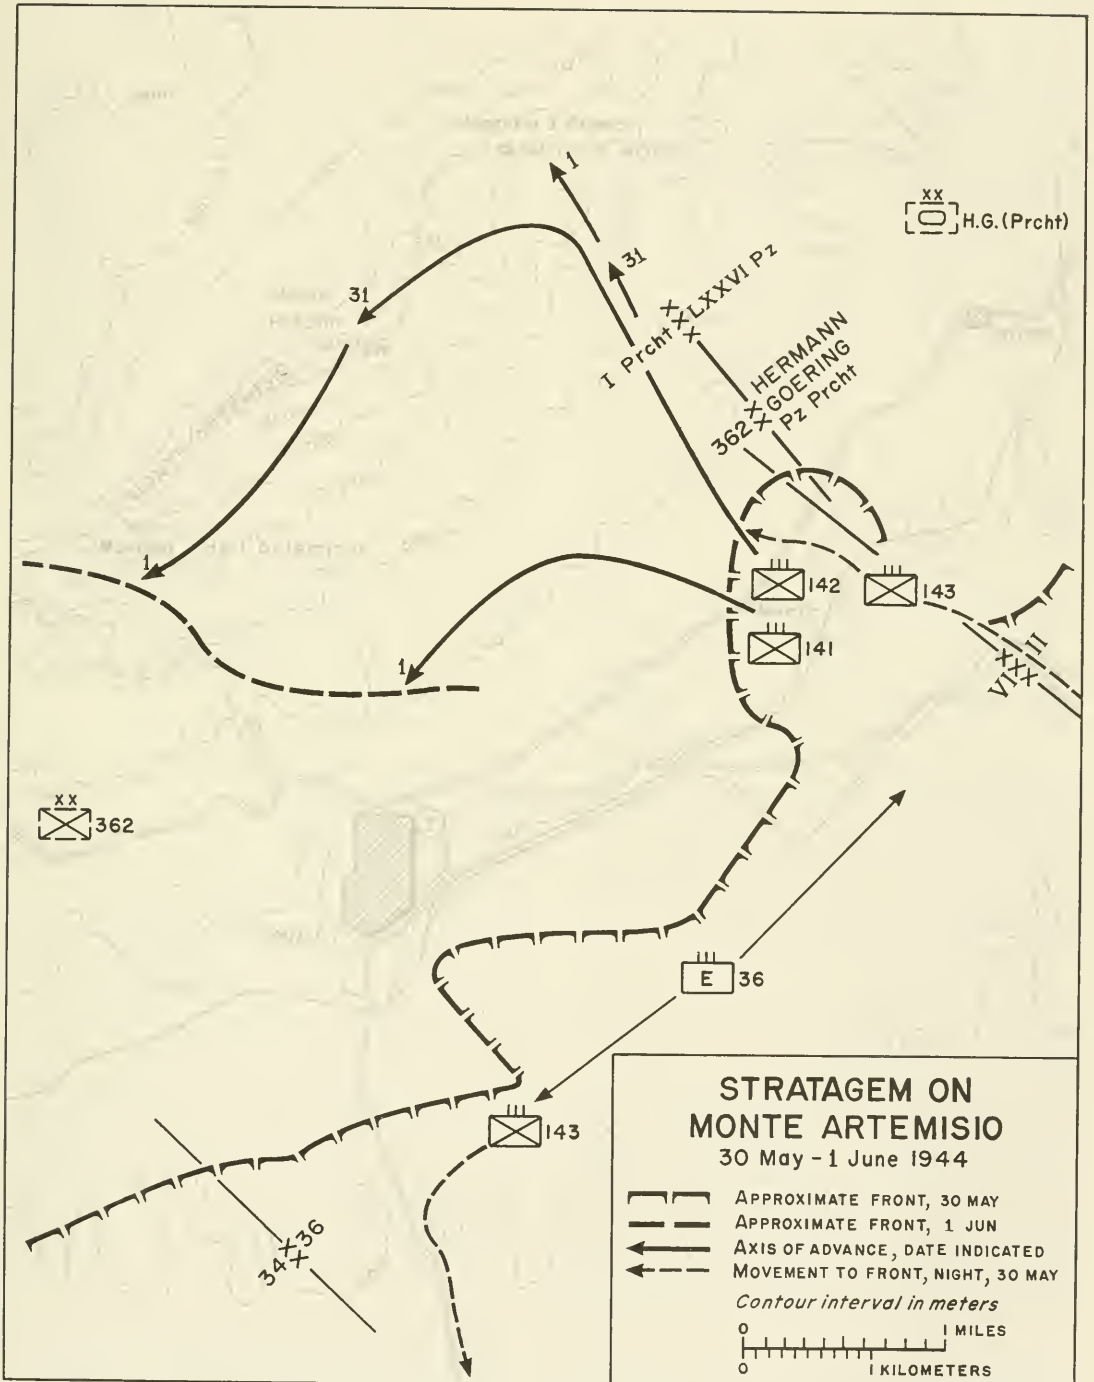 1
31
XX
H.G. (Prcht)
I Prcht XXX LXXVI Pz
31
362 XX HERMANN
GOERING
Pz Prcht
142
143
141
1
1
VI XXX II
XX
362
E 36
143
34 XX 36
STRATAGEM ON
MONTE ARTEMISIO
30 May - 1 June 1944
APPROXIMATE FRONT, 30 MAY
APPROXIMATE FRONT, 1 JUN
AXIS OF ADVANCE, DATE INDICATED
MOVEMENT TO FRONT, NIGHT, 30 MAY
Contour interval in meters
0 1 MILES
0 1 KILOMETERS